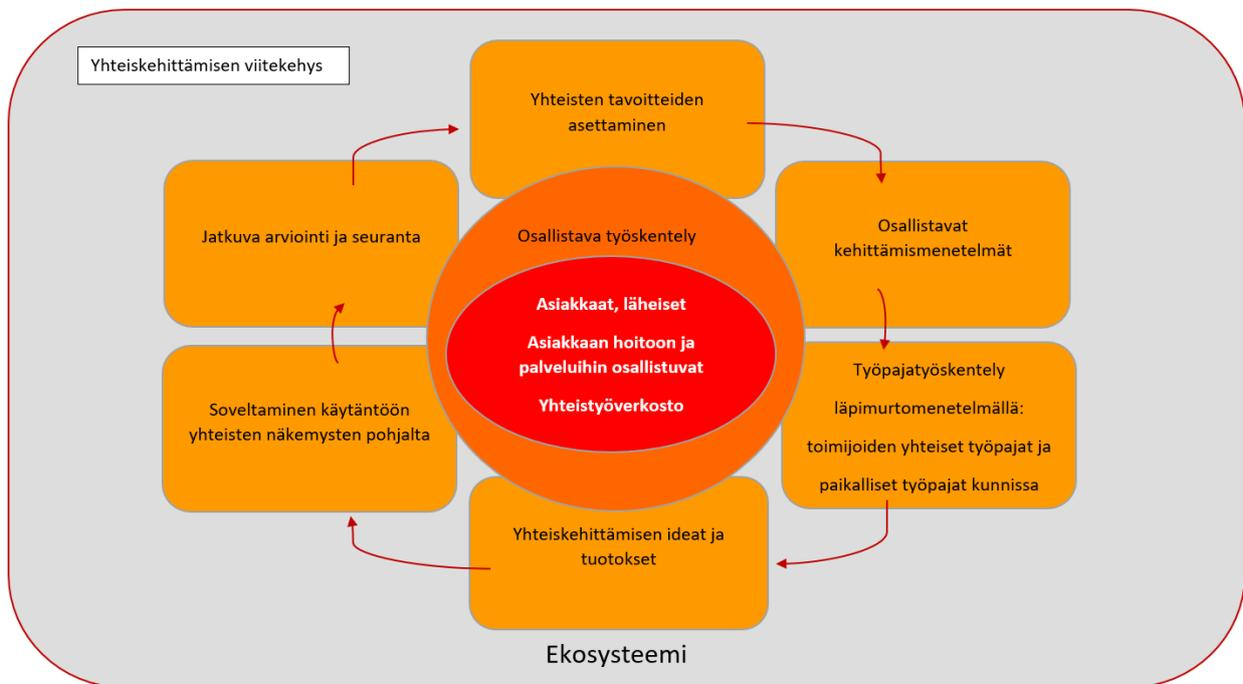 Yhteiskehittämisen viitekehys
Yhteisten tavoitteiden
asettaminen
Osallistavat
kehittämismenetelmät
Työpajatyöskentely
läpimurtomenetelmällä:
toimijoiden yhteiset työpajat ja
paikalliset työpajat kunnissa
Yhteiskehittämisen ideat ja
tuotokset
Soveltaminen käytäntöön
yhteisten näkemysten pohjalta
Jatkuva arviointi ja seuranta
Osallistava työskentely
Asiakkaat, läheiset
Asiakkaan hoitoon ja
palveluihin osallistuvat
Yhteistyöverkosto
Ekosysteemi